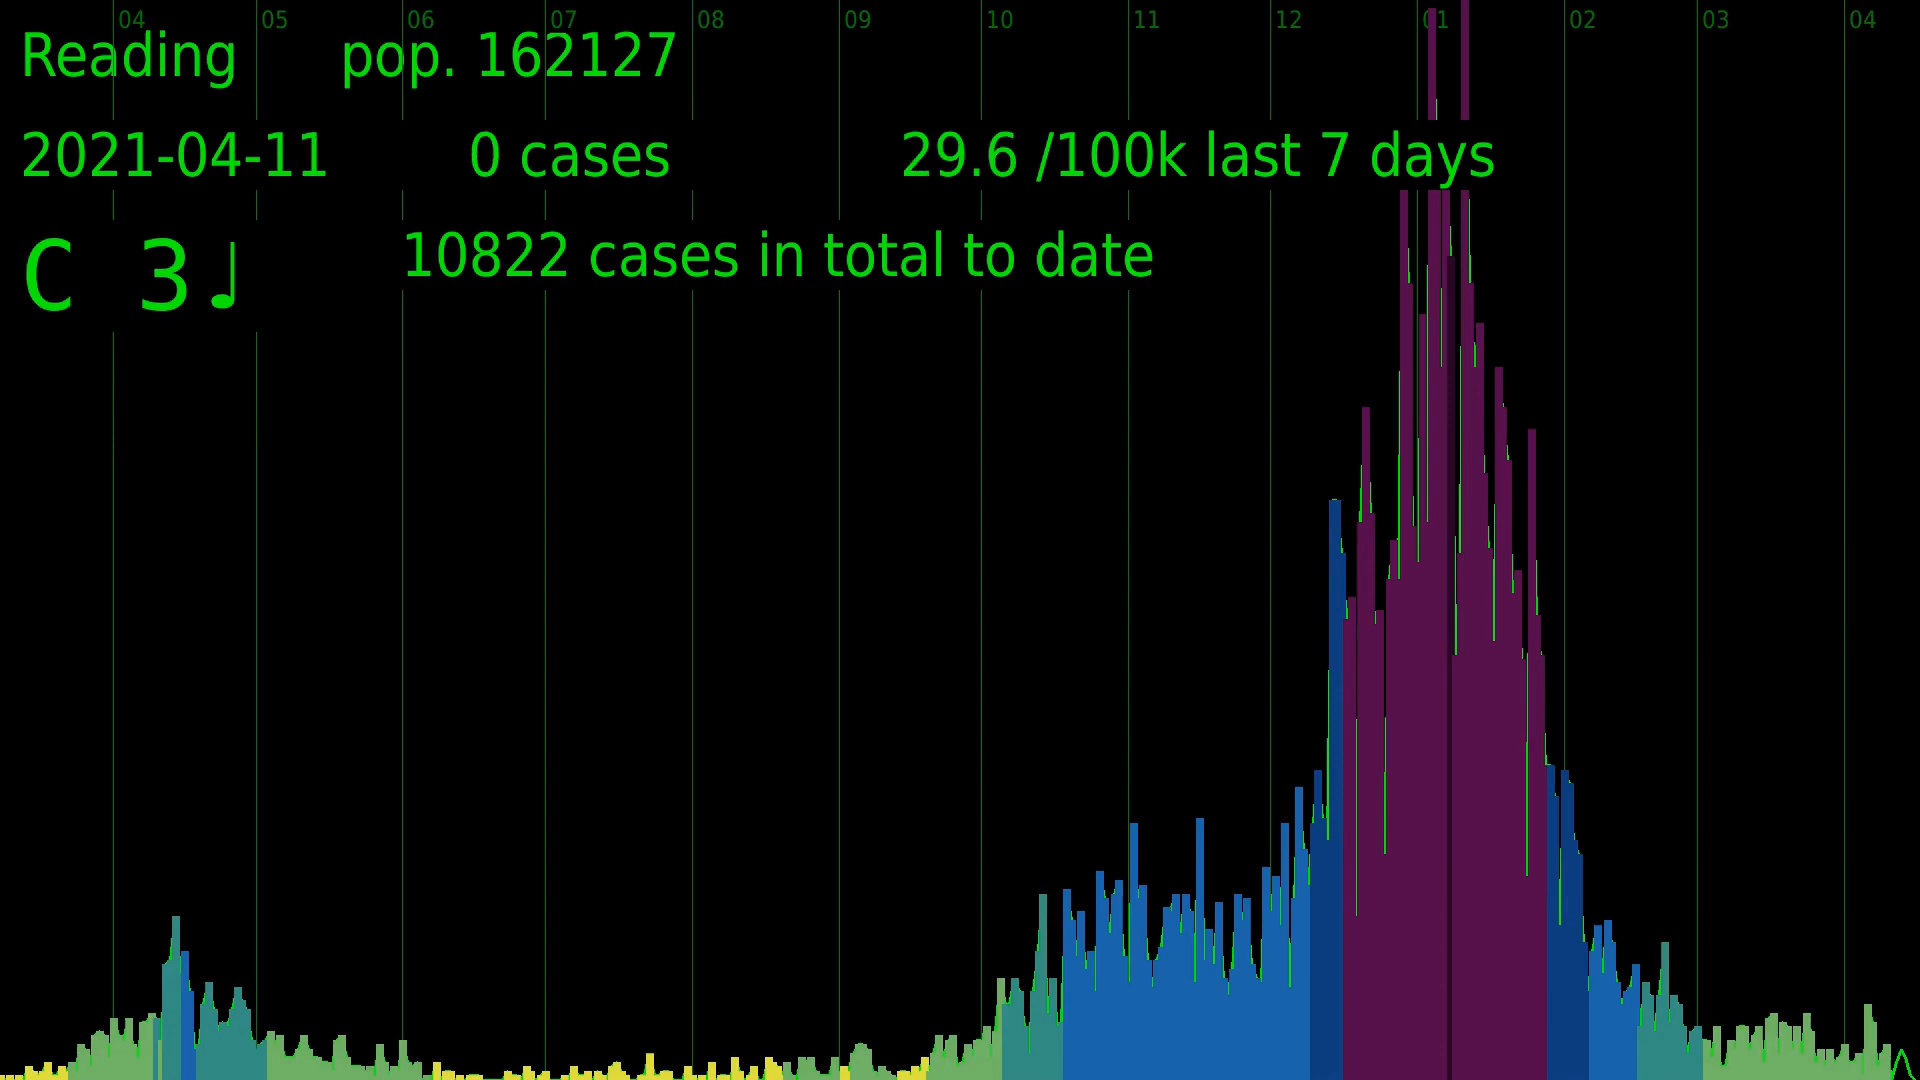 04 05 06 07 08 09 10 11 12 01 02 03 04
Reading pop. 162127
2021-04-11 0 cases 29.6 /100k last 7 days
C 3♩ 10822 cases in total to date